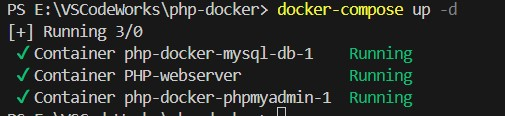 PS E:\VSCodeWorks\php-docker> docker-compose up -d
[+] Running 3/0
✔ Container php-docker-mysql-db-1 Running
✔ Container PHP-webserver Running
✔ Container php-docker-phpmyadmin-1 Running